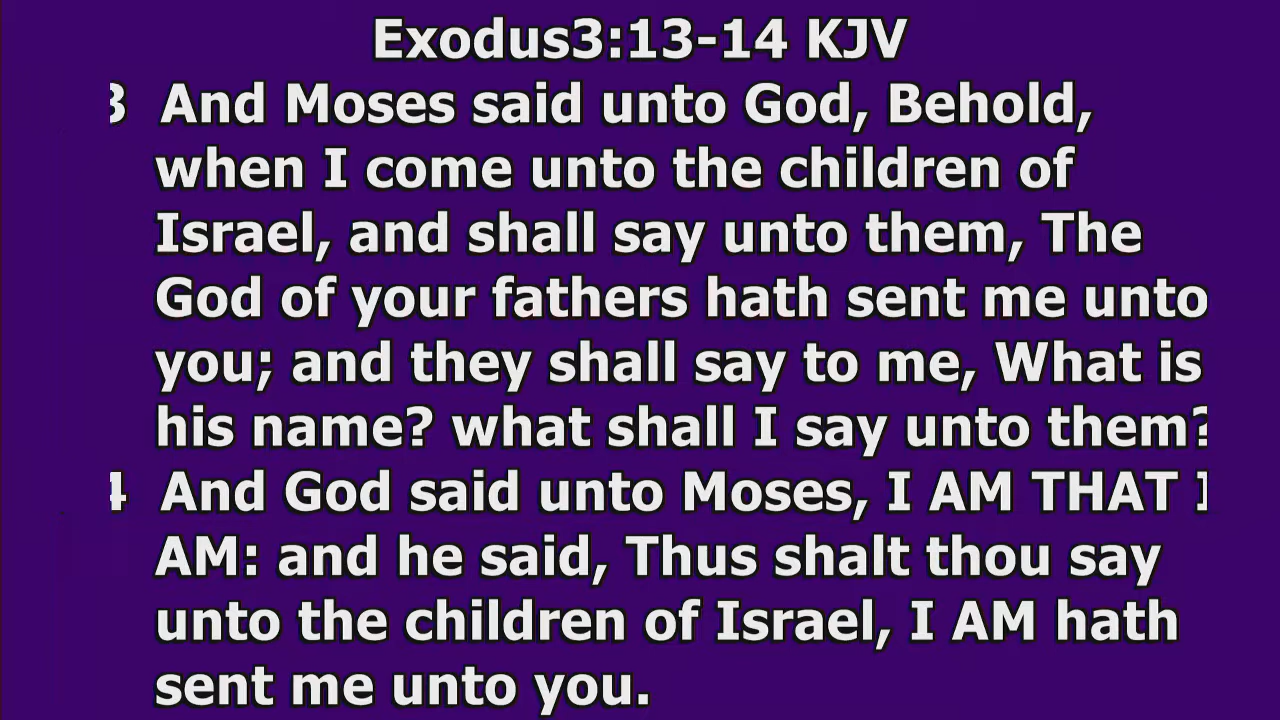 Exodus3:13-14 KJV
3 And Moses said unto God, Behold,
when I come unto the children of
Israel, and shall say unto them, The
God of your fathers hath sent me unto
you; and they shall say to me, What is
his name? what shall I say unto them?
4 And God said unto Moses, I AM THAT I
AM: and he said, Thus shalt thou say
unto the children of Israel, I AM hath
sent me unto you.